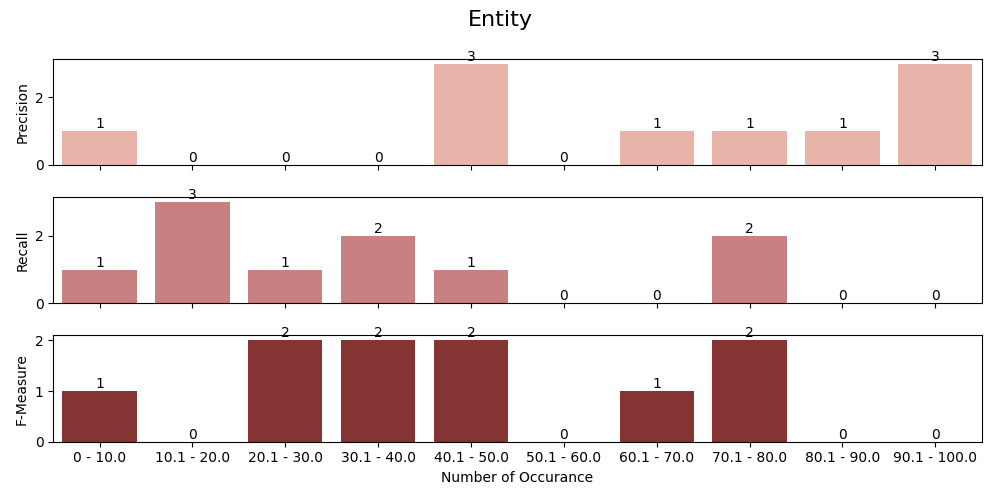 Entity
Precision
2
0
1 0 0 0 3 0 1 1 1 3
Recall
2
0
1 3 1 2 1 0 0 2 0 0
F-Measure
2
1
0
1 0 2 2 2 0 1 2 0 0
0 - 10.0 10.1 - 20.0 20.1 - 30.0 30.1 - 40.0 40.1 - 50.0 50.1 - 60.0 60.1 - 70.0 70.1 - 80.0 80.1 - 90.0 90.1 - 100.0
Number of Occurance